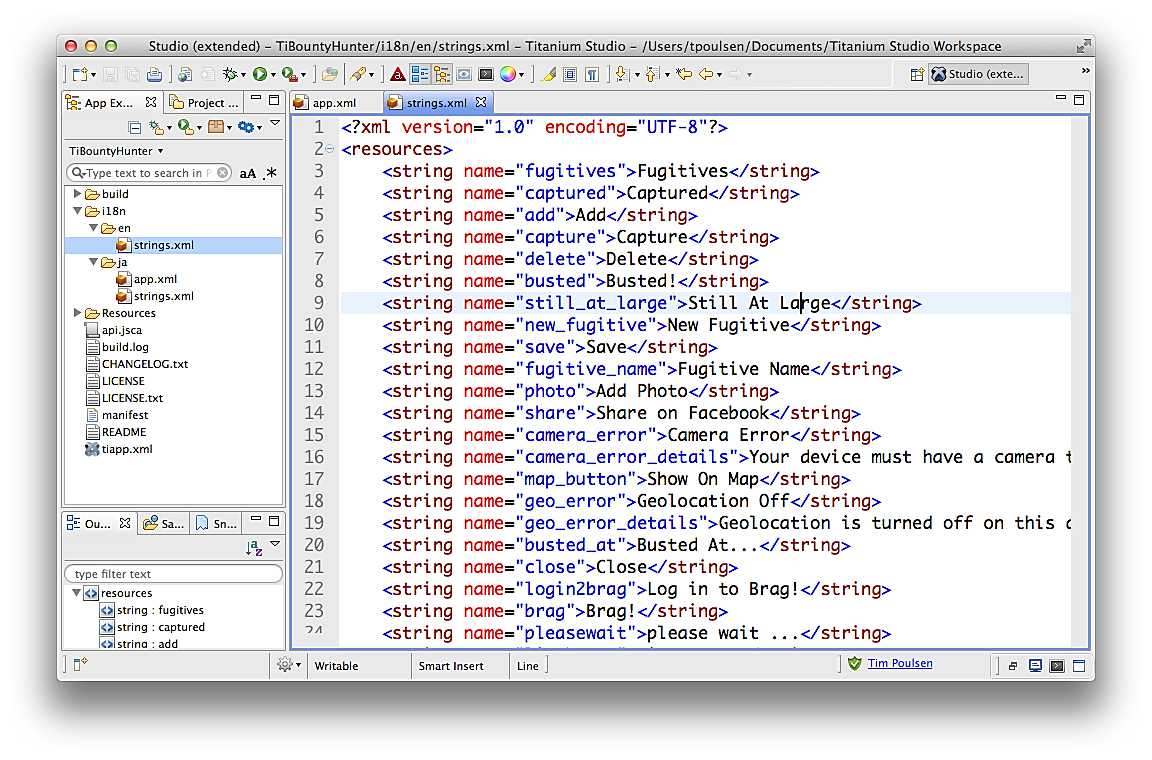 Studio (extended) – TiBountyHunter/i18n/en/strings.xml – Titanium Studio – /Users/tpoulsen/Documents/Titanium Studio Workspace
Studio (exte...
»
App Ex...
Project ...
TiBountyHunter
Type text to search in
aA .*
build
i18n
en
strings.xml
ja
app.xml
strings.xml
Resources
api.jsca
build.log
CHANGELOG.txt
LICENSE
LICENSE.txt
manifest
README
tiapp.xml
Ou...
Sa...
Sn...
type filter text
resources
string : fugitives
string : captured
string : add
app.xml
strings.xml
1 <?xml version="1.0" encoding="UTF-8"?>
2 <resources>
3 <string name="fugitives">Fugitives</string>
4 <string name="captured">Captured</string>
5 <string name="add">Add</string>
6 <string name="capture">Capture</string>
7 <string name="delete">Delete</string>
8 <string name="busted">Busted!</string>
9 <string name="still_at_large">Still At Large</string>
10 <string name="new_fugitive">New Fugitive</string>
11 <string name="save">Save</string>
12 <string name="fugitive_name">Fugitive Name</string>
13 <string name="photo">Add Photo</string>
14 <string name="share">Share on Facebook</string>
15 <string name="camera_error">Camera Error</string>
16 <string name="camera_error_details">Your device must have a camera t
17 <string name="map_button">Show On Map</string>
18 <string name="geo_error">Geolocation Off</string>
19 <string name="geo_error_details">Geolocation is turned off on this
20 <string name="busted_at">Busted At...</string>
21 <string name="close">Close</string>
22 <string name="login2brag">Log in to Brag!</string>
23 <string name="brag">Brag!</string>
24 <string name="pleasewait">please wait ...</string>
Writable
Smart Insert
Line
Tim Poulsen